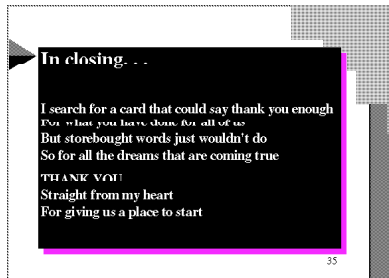 In closing. . .
I search for a card that could say thank you enough
For what you have done for all of us
But storebought words just wouldn't do
So for all the dreams that are coming true
THANK YOU
Straight from my heart
For giving us a place to start
35